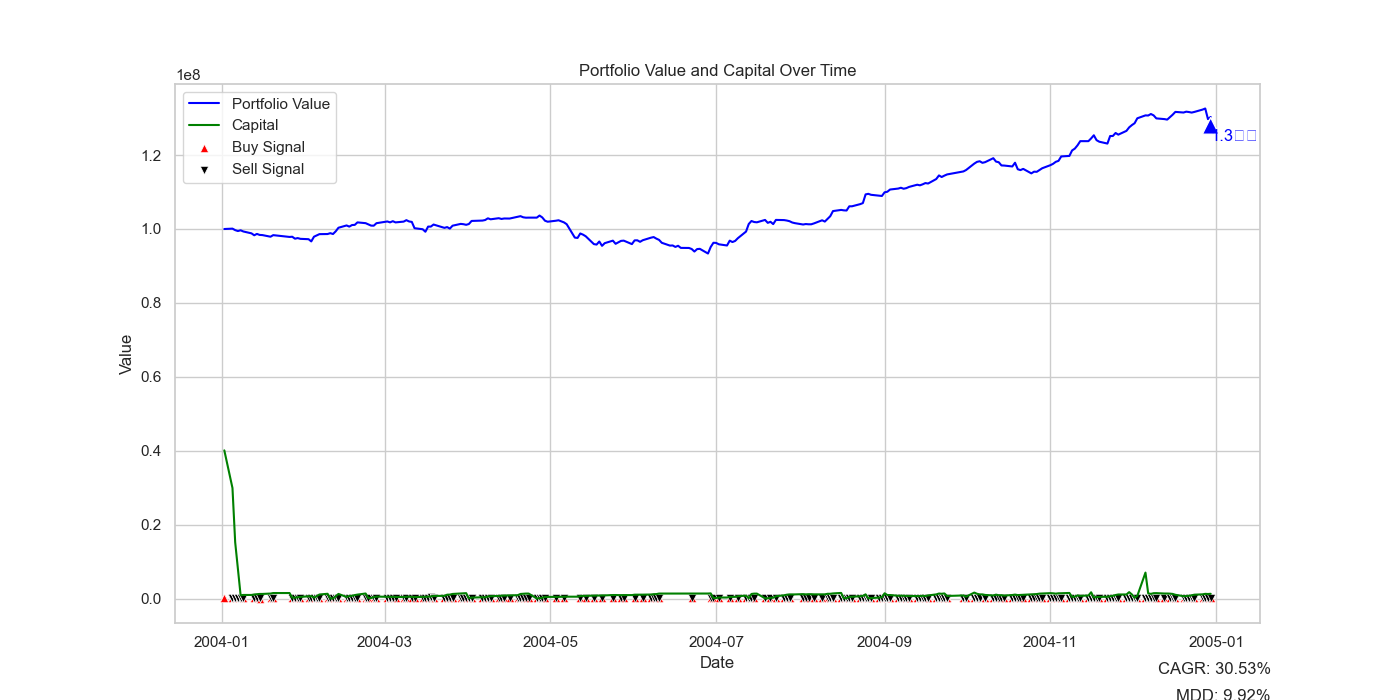 Portfolio Value and Capital Over Time
1e8
Portfolio Value
Capital
Buy Signal
Sell Signal
1.2
1.0
0.8
0.6
0.4
0.2
0.0
Value
1.3
2004-01
2004-03
2004-05
2004-07
2004-09
2004-11
2005-01
Date
CAGR: 30.53%
MDD: 9.92%